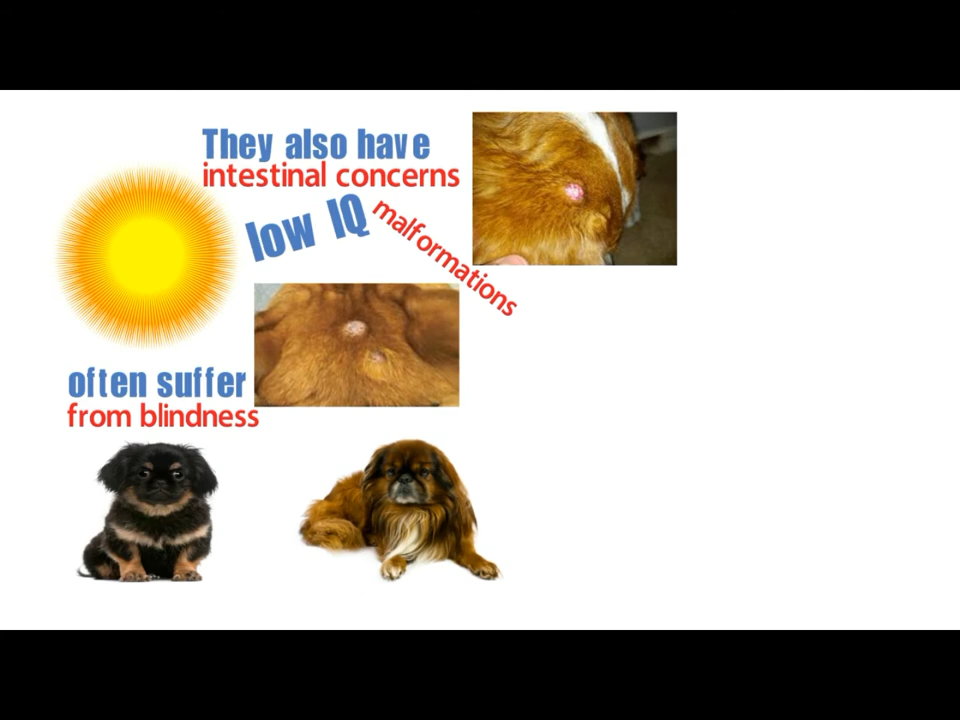 They also have
intestinal concerns
low IQ
malformations
often suffer
from blindness